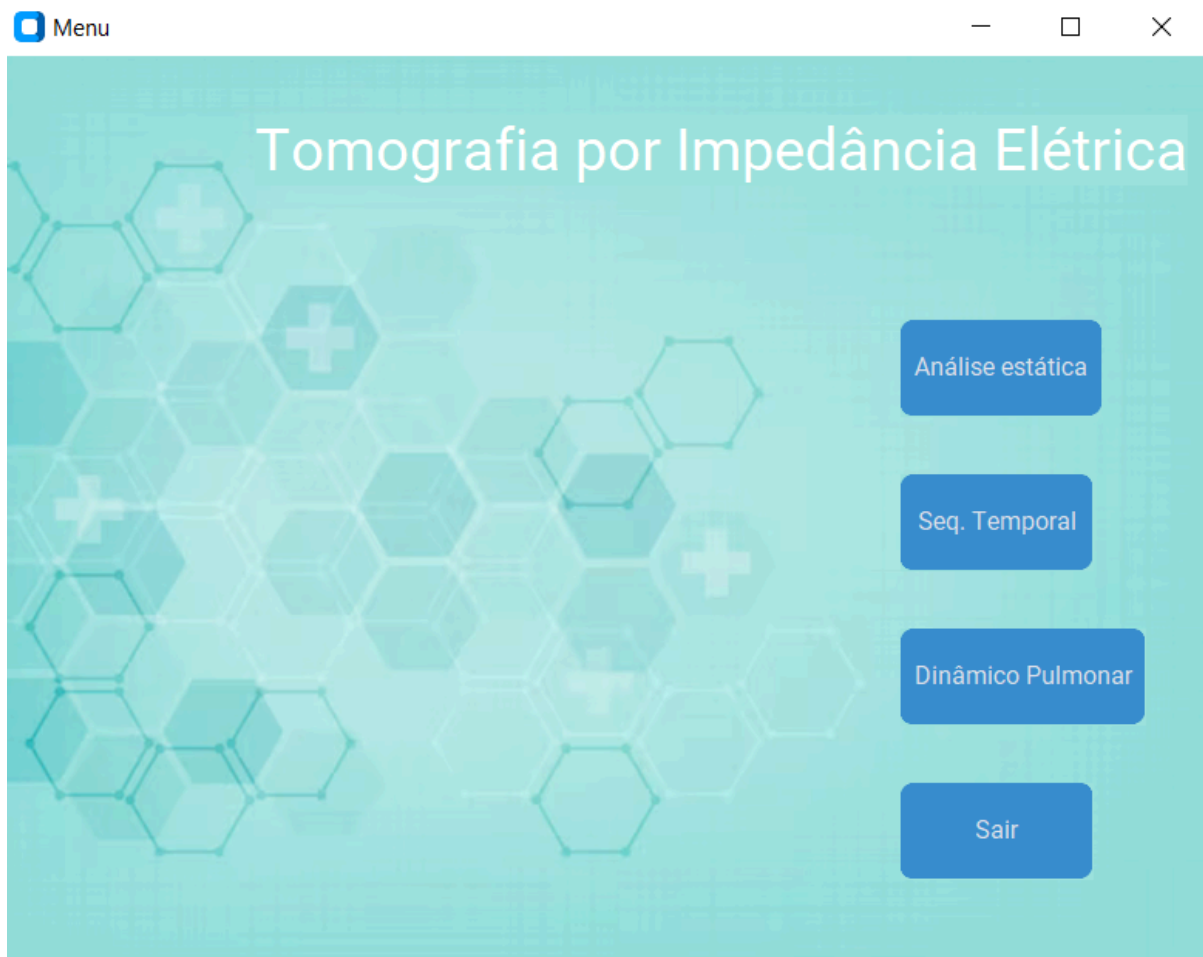 Menu
Tomografia por Impedância Elétrica
Análise estática
Seq. Temporal
Dinâmico Pulmonar
Sair